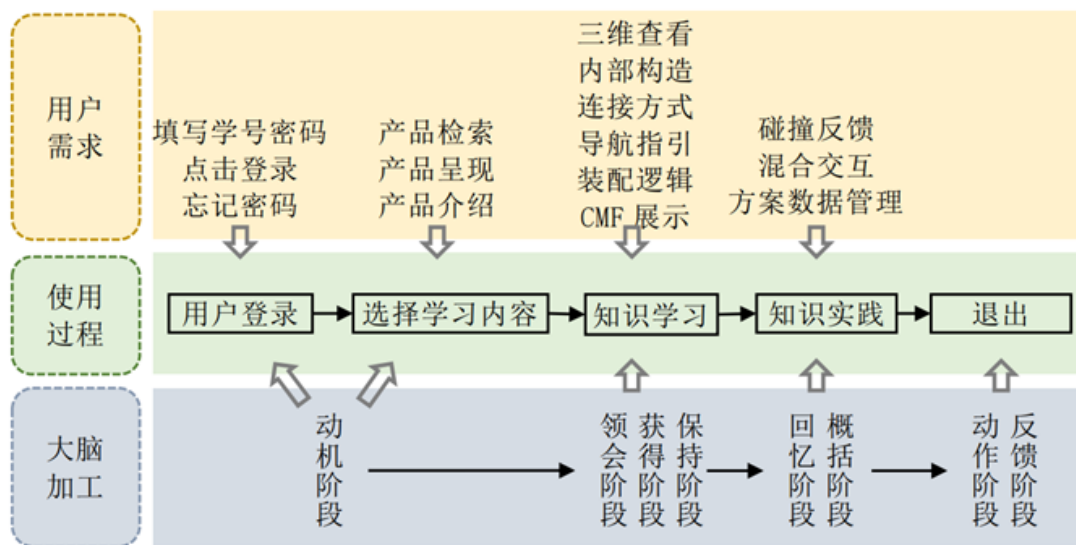 用户
需求
填写学号密码
点击登录
忘记密码
产品检索
产品呈现
产品介绍
三维查看
内部构造
连接方式
导航指引
装配逻辑
CMF 展示
碰撞反馈
混合交互
方案数据管理
使用
过程
用户登录
选择学习内容
知识学习
知识实践
退出
大脑
加工
动机阶段
领会阶段
获得阶段
保持阶段
回忆阶段
概括阶段
动作阶段
反馈阶段